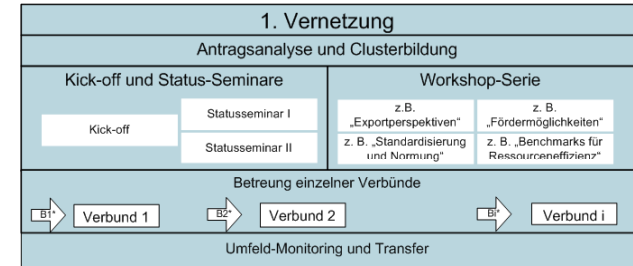 1. Vernetzung
Antragsanalyse und Clusterbildung
Kick-off und Status-Seminare
Kick-off
Statusseminar I
Statusseminar II
Workshop-Serie
z.B.
„Exportperspektiven“
z. B.
„Fördermöglichkeiten“
z. B. „Standardisierung
und Normung“
z. B. „Benchmarks für
Ressourceneffizienz“
Betreung einzelner Verbünde
B1*
Verbund 1
B2*
Verbund 2
Bi*
Verbund i
Umfeld-Monitoring und Transfer